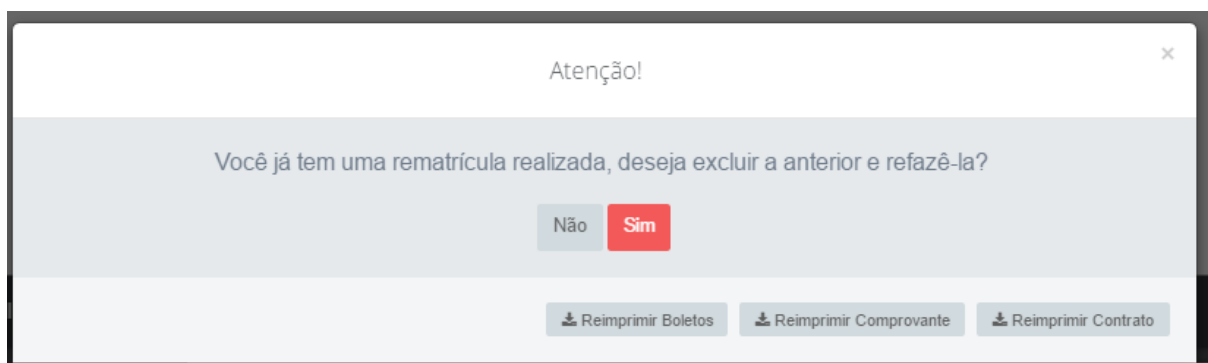 Atenção!
×
Você já tem uma rematrícula realizada, deseja excluir a anterior e refazê-la?
Não Sim
Reimprimir Boletos Reimprimir Comprovante Reimprimir Contrato